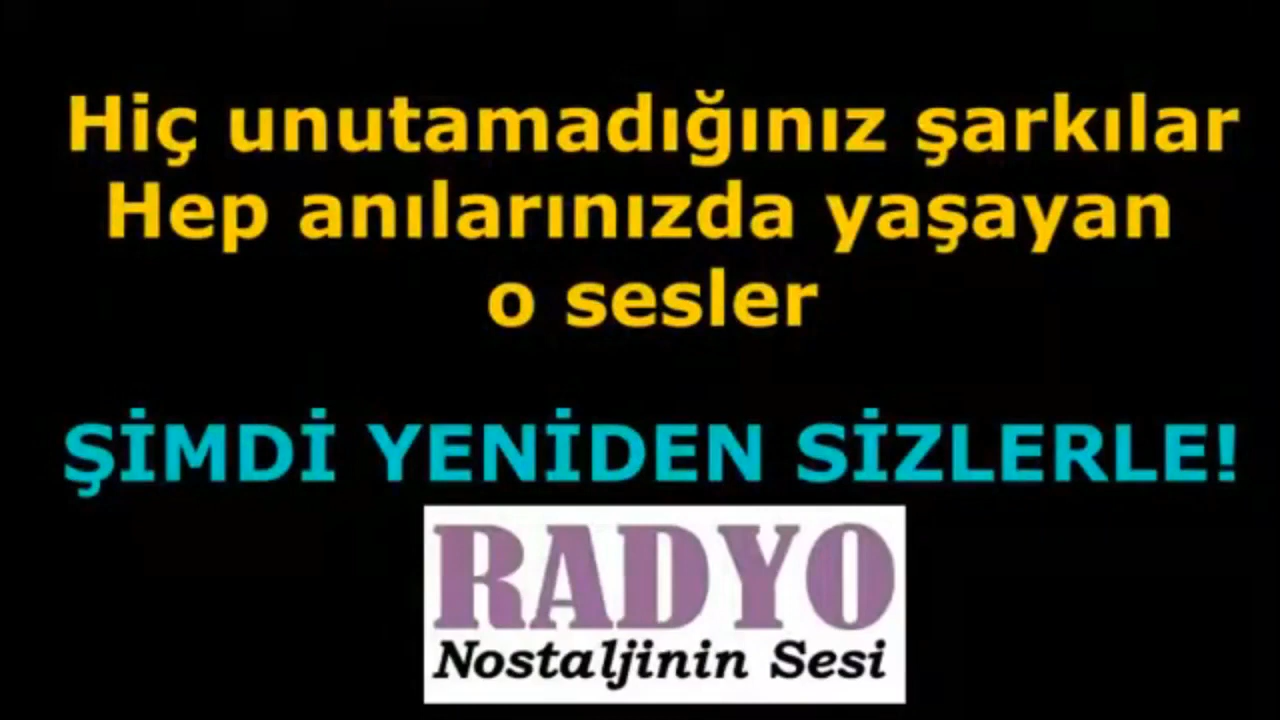 Hiç unutamadığınız şarkılar
Hep anılarınızda yaşayan
o sesler
ŞİMDİ YENİDEN SİZLERLE!
RADYO
Nostaljinin Sesi